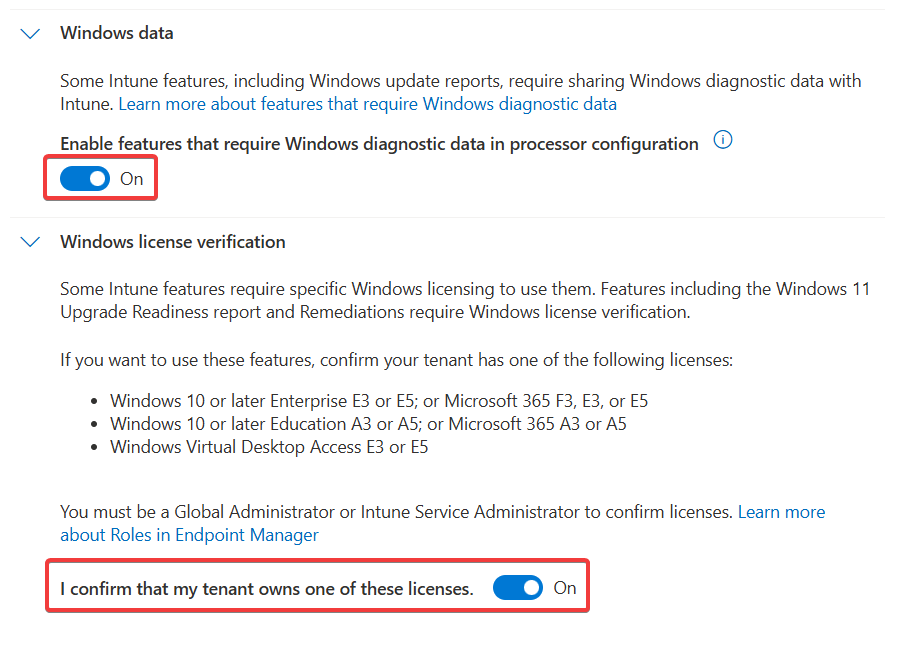 Windows data
Some Intune features, including Windows update reports, require sharing Windows diagnostic data with
Intune. Learn more about features that require Windows diagnostic data
Enable features that require Windows diagnostic data in processor configuration
On
Windows license verification
Some Intune features require specific Windows licensing to use them. Features including the Windows 11
Upgrade Readiness report and Remediations require Windows license verification.
If you want to use these features, confirm your tenant has one of the following licenses:
• Windows 10 or later Enterprise E3 or E5; or Microsoft 365 F3, E3, or E5
• Windows 10 or later Education A3 or A5; or Microsoft 365 A3 or A5
• Windows Virtual Desktop Access E3 or E5
You must be a Global Administrator or Intune Service Administrator to confirm licenses. Learn more
about Roles in Endpoint Manager
I confirm that my tenant owns one of these licenses. On